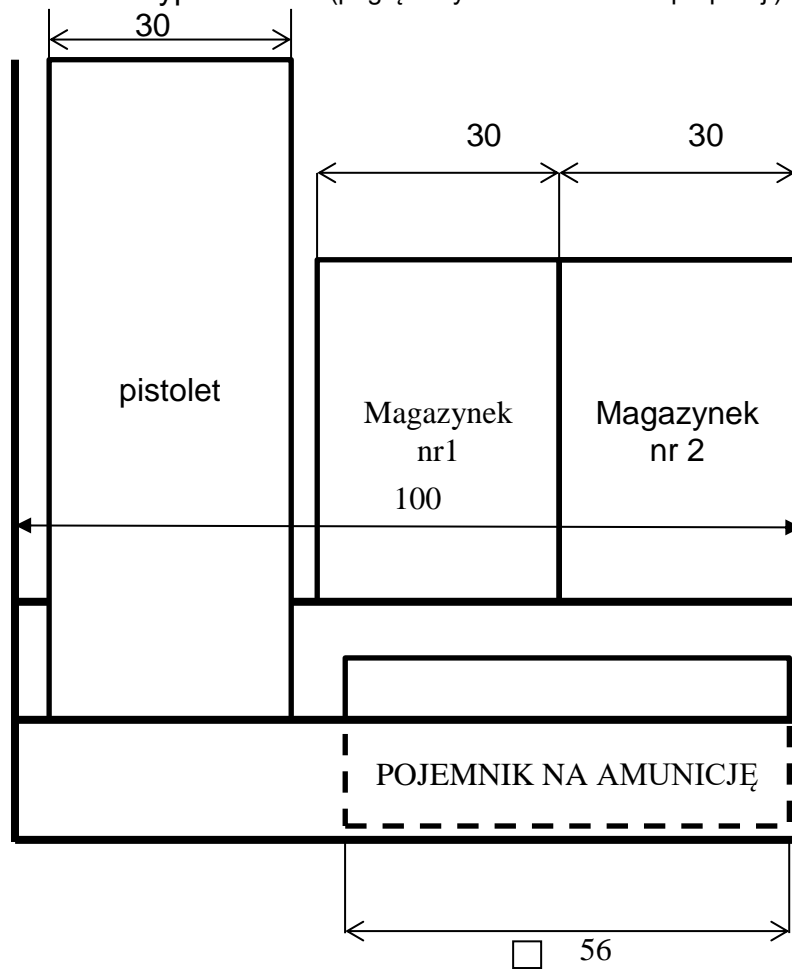 30
30 30
pistolet
Magazynek
nr1
Magazynek
nr 2
100
POJEMNIK NA AMUNICJĘ
56